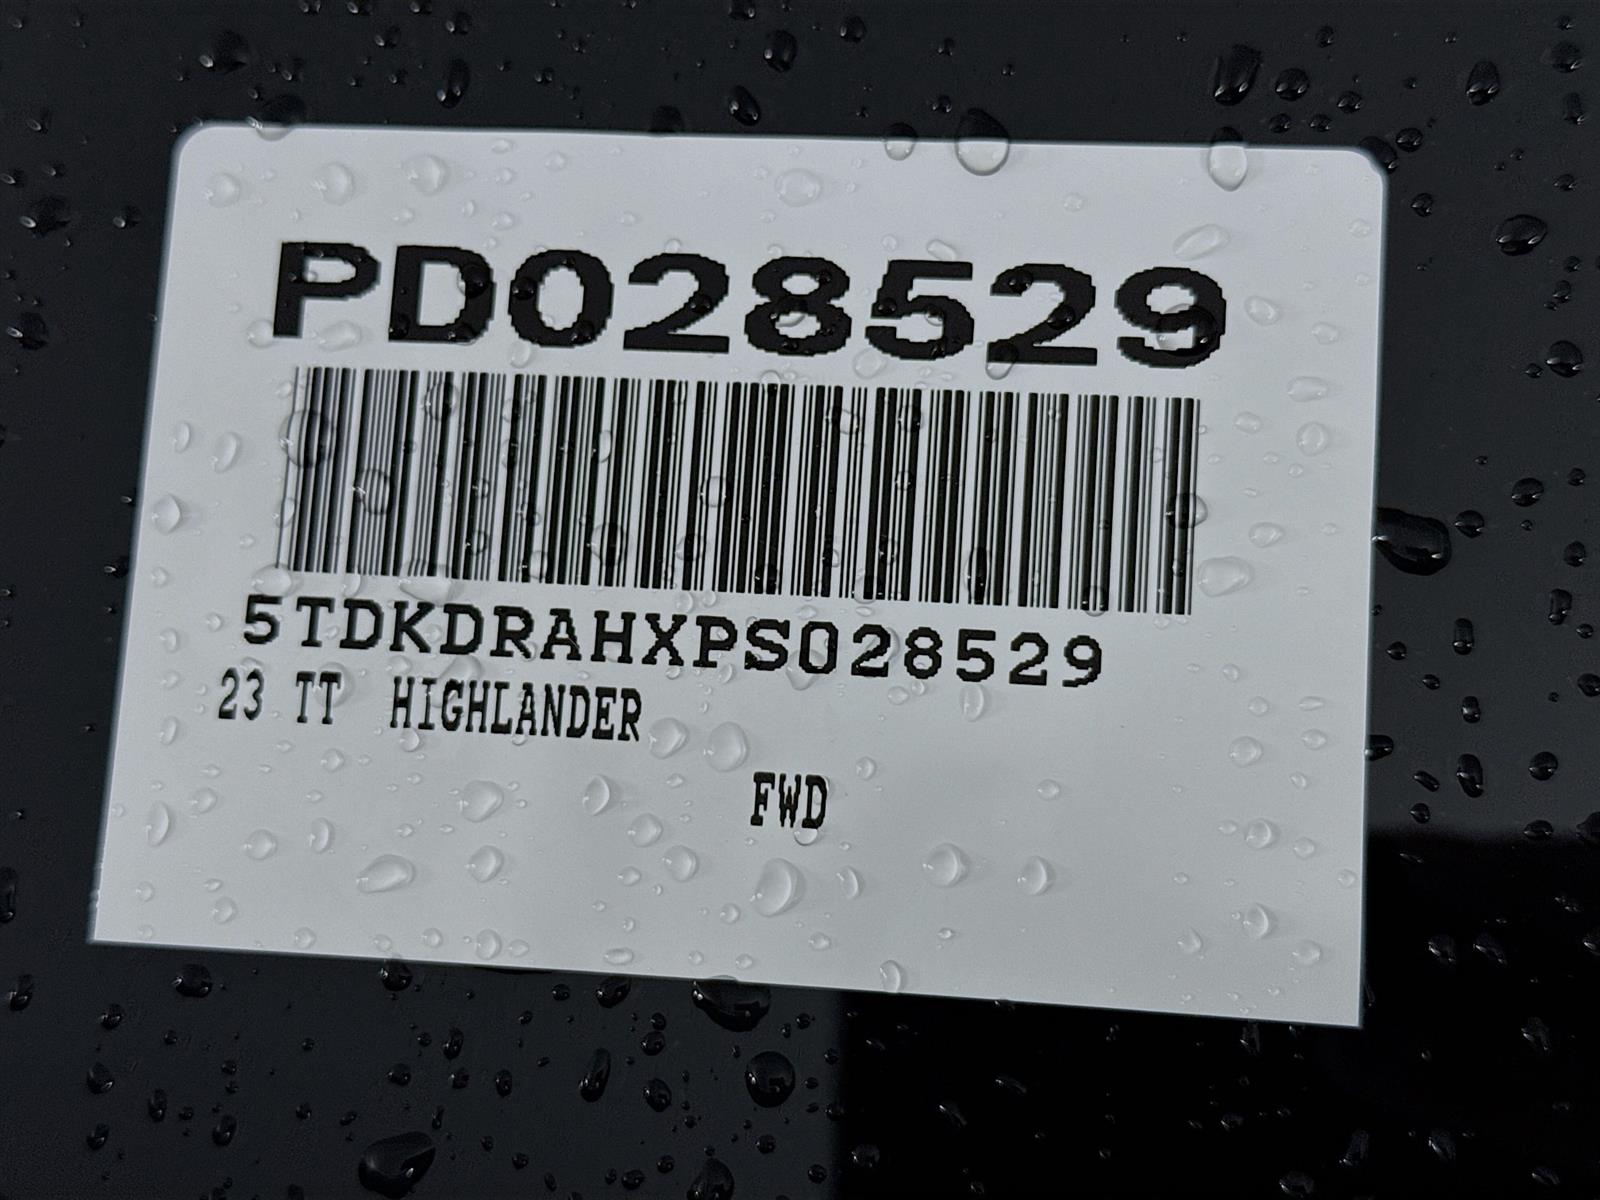 PD028529
5TDKDRAHXPS028529
23 TT HIGHLANDER
FWD